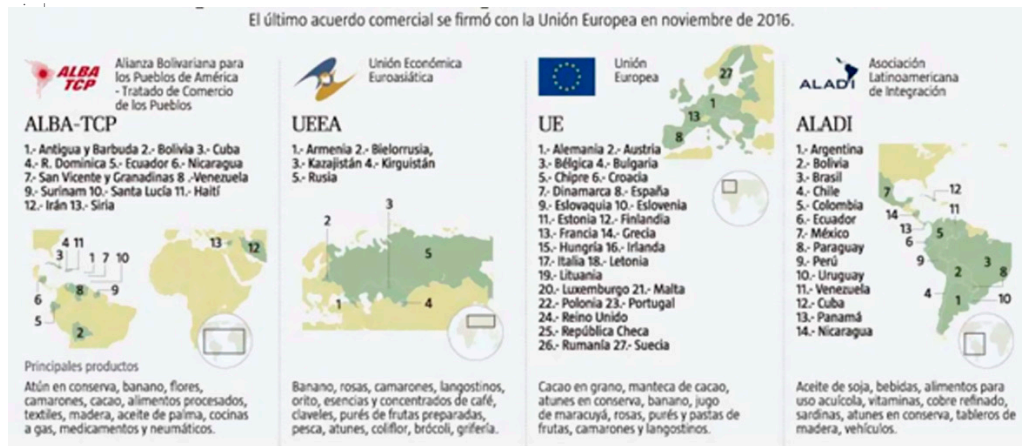 El último acuerdo comercial se firmó con la Unión Europea en noviembre de 2016.
ALBA
TCP
Alianza Bolivariana para
los Pueblos de América
- Tratado de Comercio
de los Pueblos
ALBA-TCP
1.- Antigua y Barbuda 2.- Bolivia 3.- Cuba
4.- R. Dominica 5.- Ecuador 6.- Nicaragua
7.- San Vicente y Granadinas 8 .-Venezuela
9.- Surinam 10.- Santa Lucía 11.- Haití
12.- Irán 13.- Siria
4 11
3
1 7 10
13
12
6
8
9
5
2
Principales productos
Atún en conserva, banano, flores,
camarones, cacao, alimentos procesados,
textiles, madera, aceite de palma, cocinas
a gas, medicamentos y neumáticos.
Unión Económica
Euroasiática
UEEA
1.- Armenia 2.- Bielorrusia,
3.- Kazajistán 4.- Kirguistán
5.- Rusia
3
2
5
1
4
Banano, rosas, camarones, langostinos,
orito, esencias y concentrados de café,
claveles, purés de frutas preparadas,
pesca, atunes, coliflor, brócoli, grifería.
Unión
Europea
27
1
13
8
UE
1.- Alemania 2.- Austria
3.- Bélgica 4.- Bulgaria
5.- Chipre 6.- Croacia
7.- Dinamarca 8.- España
9.- Eslovaquia 10.- Eslovenia
11.- Estonia 12.- Finlandia
13.- Francia 14.- Grecia
15.- Hungría 16.- Irlanda
17.- Italia 18.- Letonia
19.- Lituania
20.- Luxemburgo 21.- Malta
22.- Polonia 23.- Portugal
24.- Reino Unido
25.- República Checa
26.- Rumanía 27.- Suecia
Cacao en grano, manteca de cacao,
atunes en conserva, banano, jugo
de maracuyá, rosas, purés y pastas de
frutas, camarones y langostinos.
ALADI
Asociación
Latinoamericana
de Integración
ALADI
1.- Argentina
2.- Bolivia
3.- Brasil
4.- Chile
5.- Colombia
6.- Ecuador
7.- México
8.- Paraguay
9.- Perú
10.- Uruguay
11.- Venezuela
12.- Cuba
13.- Panamá
14.- Nicaragua
7
12
14
11
13
5
6
9
3
2
8
4
1
10
Aceite de soja, bebidas, alimentos para
uso acuícola, vitaminas, cobre refinado,
sardinas, atunes en conserva, tableros de
madera, vehículos.